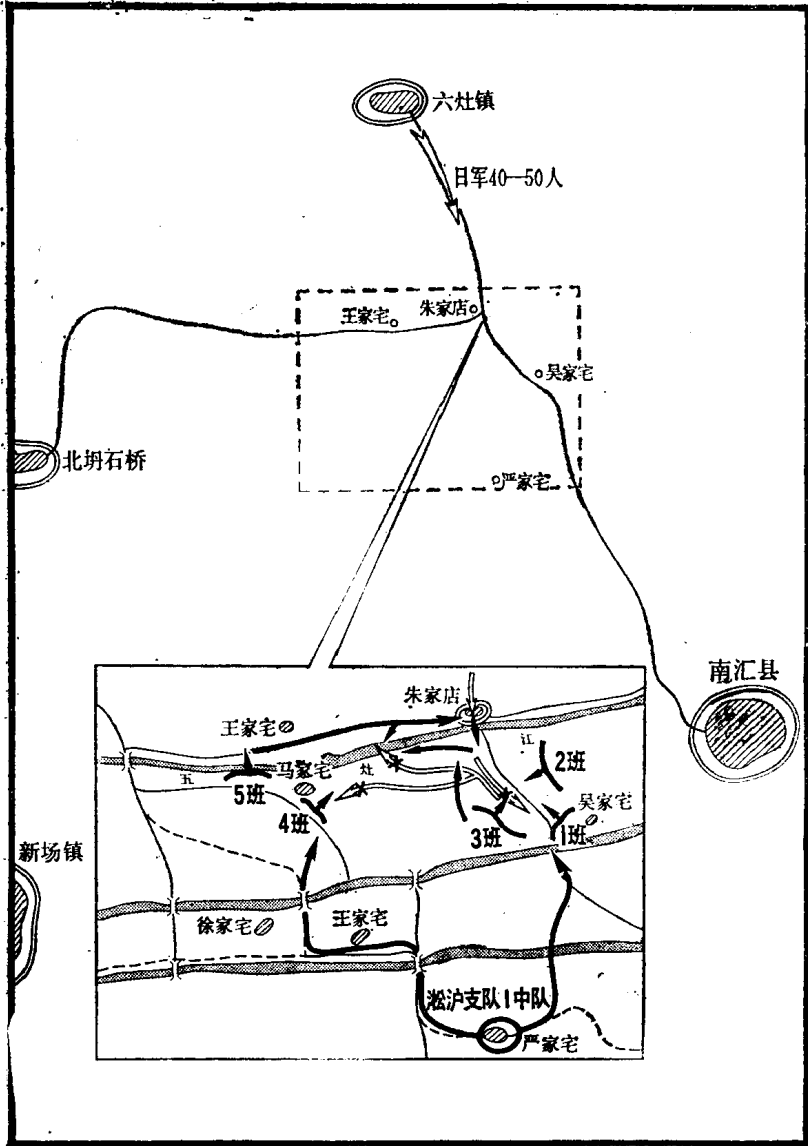 六灶镇
日军40—50人
王家宅
朱家店
吴家宅
北坍石桥
严家宅
南汇县
朱家店
王家宅
江
马家宅
灶
2班
五
5班
吴家宅
4班
3班
1班
新场镇
徐家宅
王家宅
淞沪支队1中队
严家宅